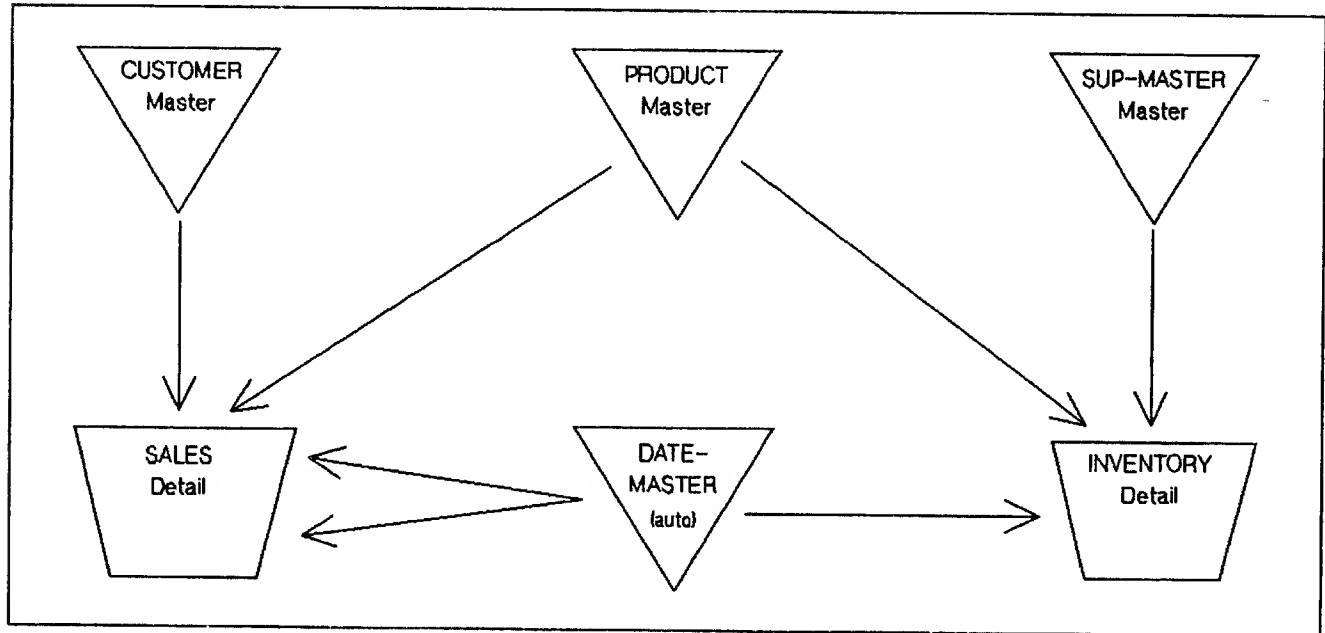 CUSTOMER
Master
PRODUCT
Master
SUP-MASTER
Master
SALES
Detail
DATE-
MASTER
(auto)
INVENTORY
Detail